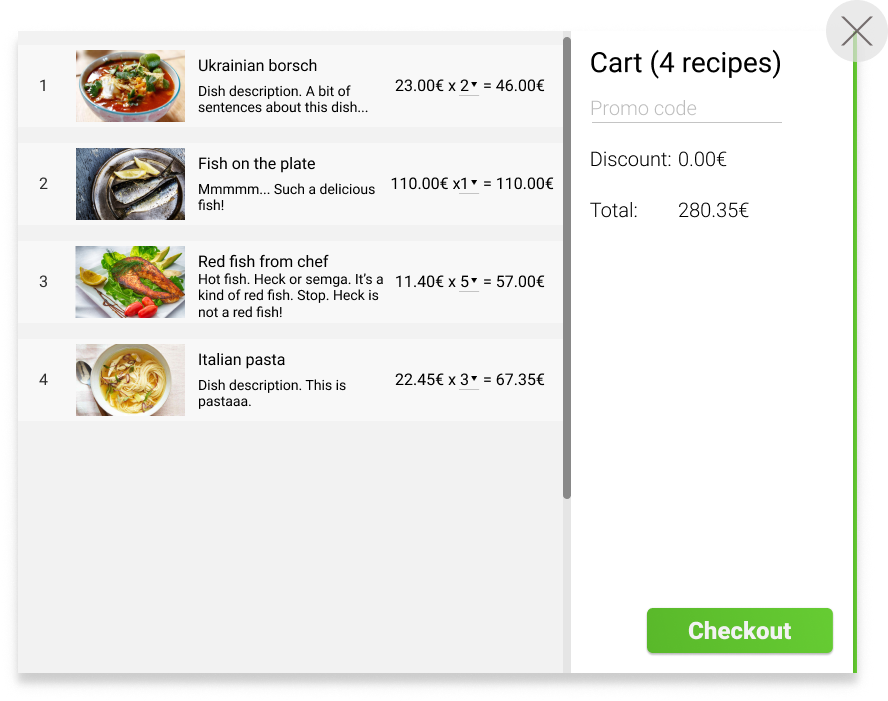 1
Ukrainian borsch
Dish description. A bit of
sentences about this dish...
23.00€ x 2 = 46.00€
2
Fish on the plate
Mmmmm... Such a delicious
fish!
110.00€ x1 = 110.00€
3
Red fish from chef
Hot fish. Heck or semga. It's a
kind of red fish. Stop. Heck is
not a red fish!
11.40€ x 5 = 57.00€
4
Italian pasta
Dish description. This is
pastaaa.
22.45€ x 3 = 67.35€
Cart (4 recipes)
Promo code
Discount: 0.00€
Total: 280.35€
Checkout